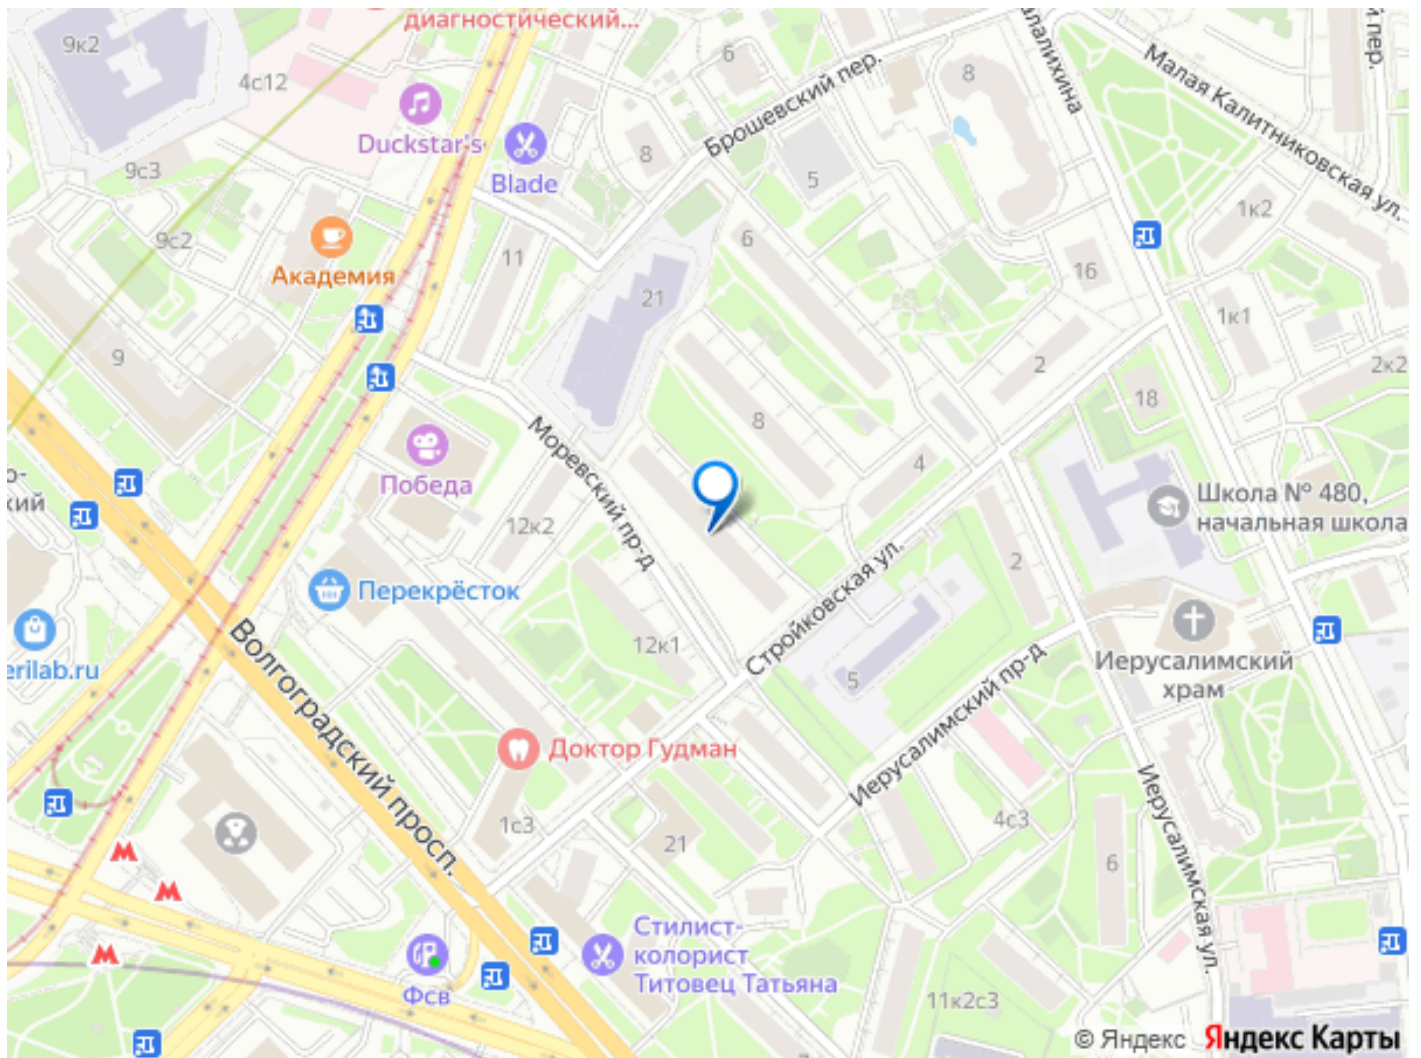 диагностический...
9к2
4с12
6
8
Брошевский пер.
Малая Калитниковская ул.
Duckstar's
Blade
8
5
9с3
9с2
Академия
11
21
6
16
1к2
1к1
2к2
9
2
18
8
4
Моревский пр-д
Победа
12к2
Школа № 480,
начальная школа
кий
Перекрёсток
Стройковская ул.
2
12к1
5
Иерусалимский
храм
Иерусалимский пр-д
erilab.ru
Волгоградский просп.
Доктор Гудман
1с3
21
4с3
6
Иерусалимская ул.
Стилист-
колорист
Титовец Татьяна
Фсв
11к2с3
© Яндекс Яндекс Карты